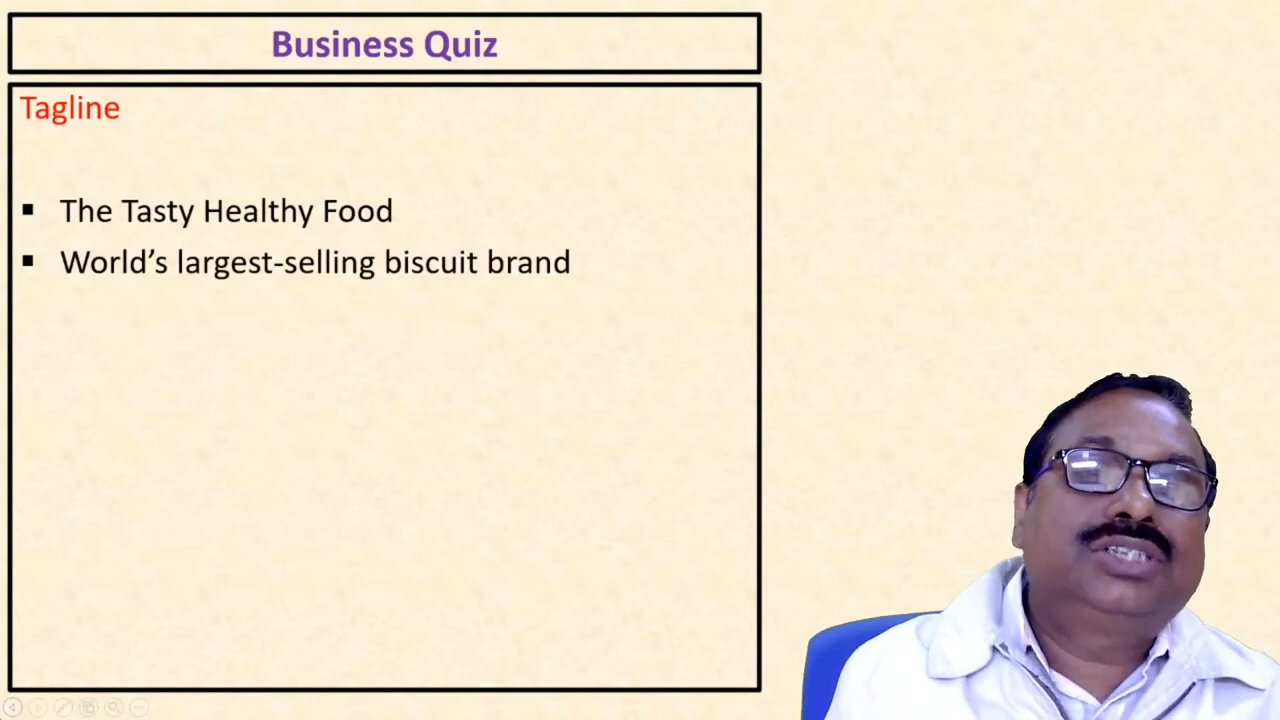 Business Quiz
Tagline
▪ The Tasty Healthy Food
▪ World’s largest-selling biscuit brand